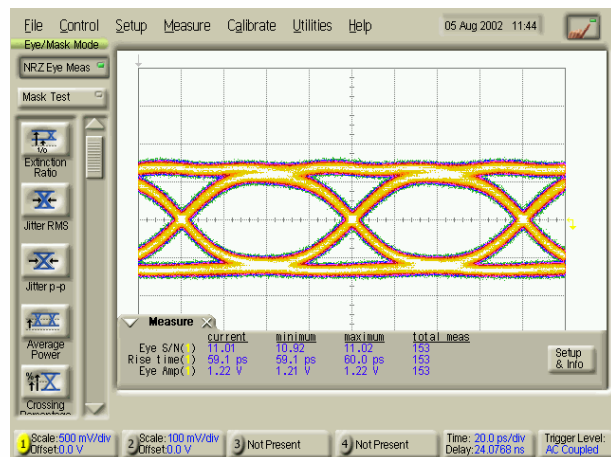 File Control Setup Measure Calibrate Utilities Help 05 Aug 2002 11:44
Eye/Mask Mode
NRZ Eye Meas
Mask Test
1/0
Extinction
Ratio
Jitter RMS
Jitter p-p
Average
Power
%
Crossing
Measure
current minimum maximum total meas
Eye S/N(1) 11.01 10.92 11.02 153
Rise time(1) 59.1 ps 59.1 ps 60.0 ps 153
Eye Amp(1) 1.22 V 1.21 V 1.22 V 153
Setup
& Info
1 Scale:500 mV/div
Offset:0.0 V
2 Scale:100 mV/div
Offset:0.0 V
3 Not Present
4 Not Present
Time: 20.0 ps/div
Delay:24.0768 ns
Trigger Level:
AC Coupled